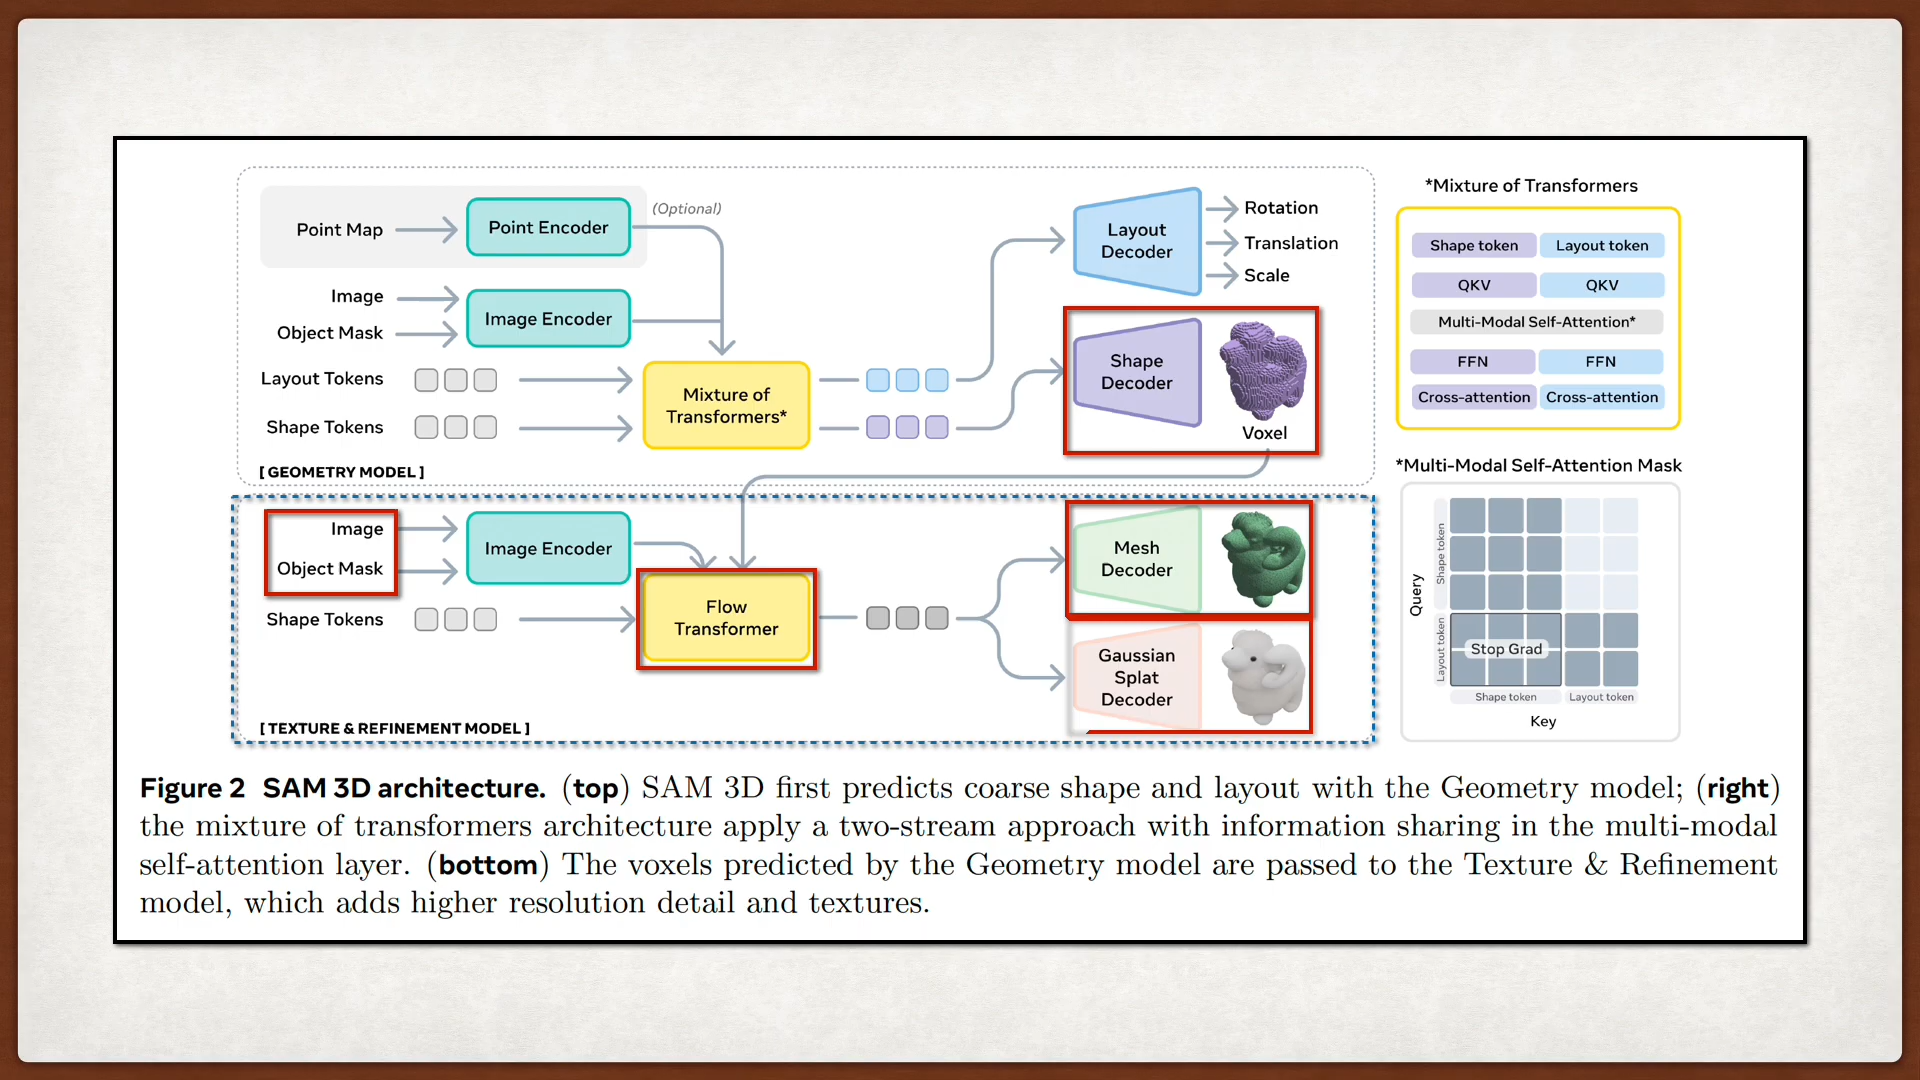 Point Map
Point Encoder
(Optional)
Image
Object Mask
Image Encoder
Layout Tokens
Shape Tokens
Mixture of
Transformers*
Layout
Decoder
Rotation
Translation
Scale
Shape
Decoder
Voxel
[ GEOMETRY MODEL ]
Image
Object Mask
Image Encoder
Shape Tokens
Flow
Transformer
Mesh
Decoder
Gaussian
Splat
Decoder
[ TEXTURE & REFINEMENT MODEL ]
*Mixture of Transformers
Shape token Layout token
QKV QKV
Multi-Modal Self-Attention*
FFN FFN
Cross-attention Cross-attention
*Multi-Modal Self-Attention Mask
Query
Shape token
Layout token
Stop Grad
Shape token Layout token
Key
Figure 2 SAM 3D architecture. (top) SAM 3D first predicts coarse shape and layout with the Geometry model; (right)
the mixture of transformers architecture apply a two-stream approach with information sharing in the multi-modal
self-attention layer. (bottom) The voxels predicted by the Geometry model are passed to the Texture & Refinement
model, which adds higher resolution detail and textures.